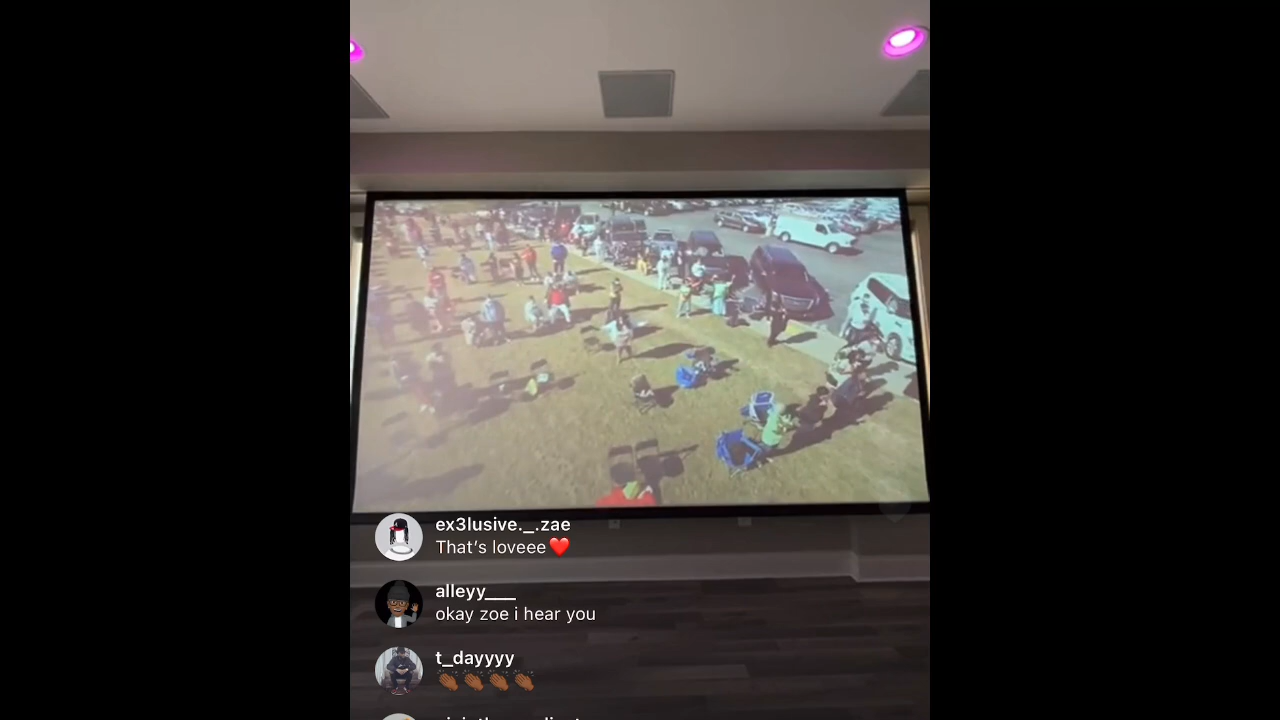 ex3lusive._.zae
That's loveee❤️
alleyy___
okay zoe i hear you
t_dayyyy
👏🏾👏🏾👏🏾👏🏾